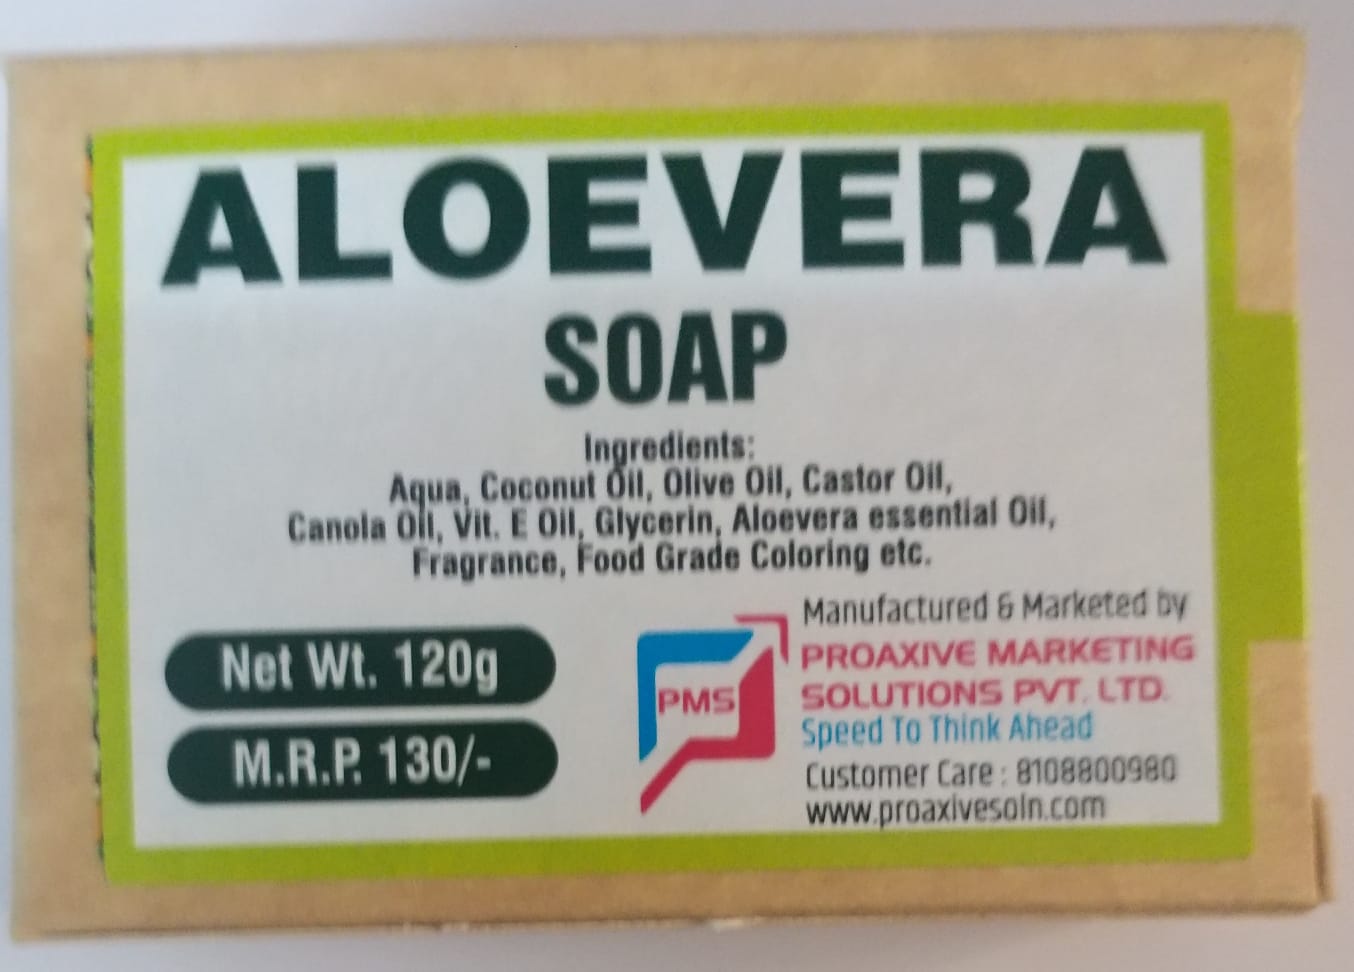 ALOEVERA
SOAP
Ingredients:
Aqua, Coconut Oil, Olive Oil, Castor Oil,
Canola Oil, Vit. E Oil, Glycerin, Aloevera essential Oil,
Fragrance, Food Grade Coloring etc.
Net Wt. 120g
M.R.P. 130/-
PMS
Manufactured & Marketed by
PROAXIVE MARKETING
SOLUTIONS PVT. LTD.
Speed To Think Ahead
Customer Care : 8108800980
www.proaxivesoln.com